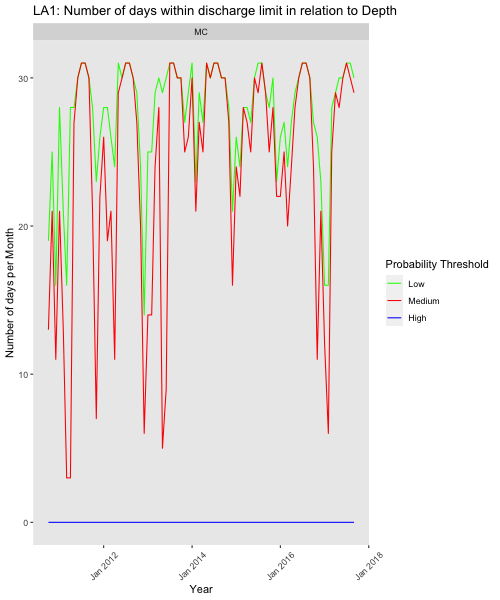 LA1: Number of days within discharge limit in relation to Depth
MC
Number of days per Month
30
20
10
0
Jan 2012
Jan 2014
Jan 2016
Jan 2018
Year
Probability Threshold
Low
Medium
High